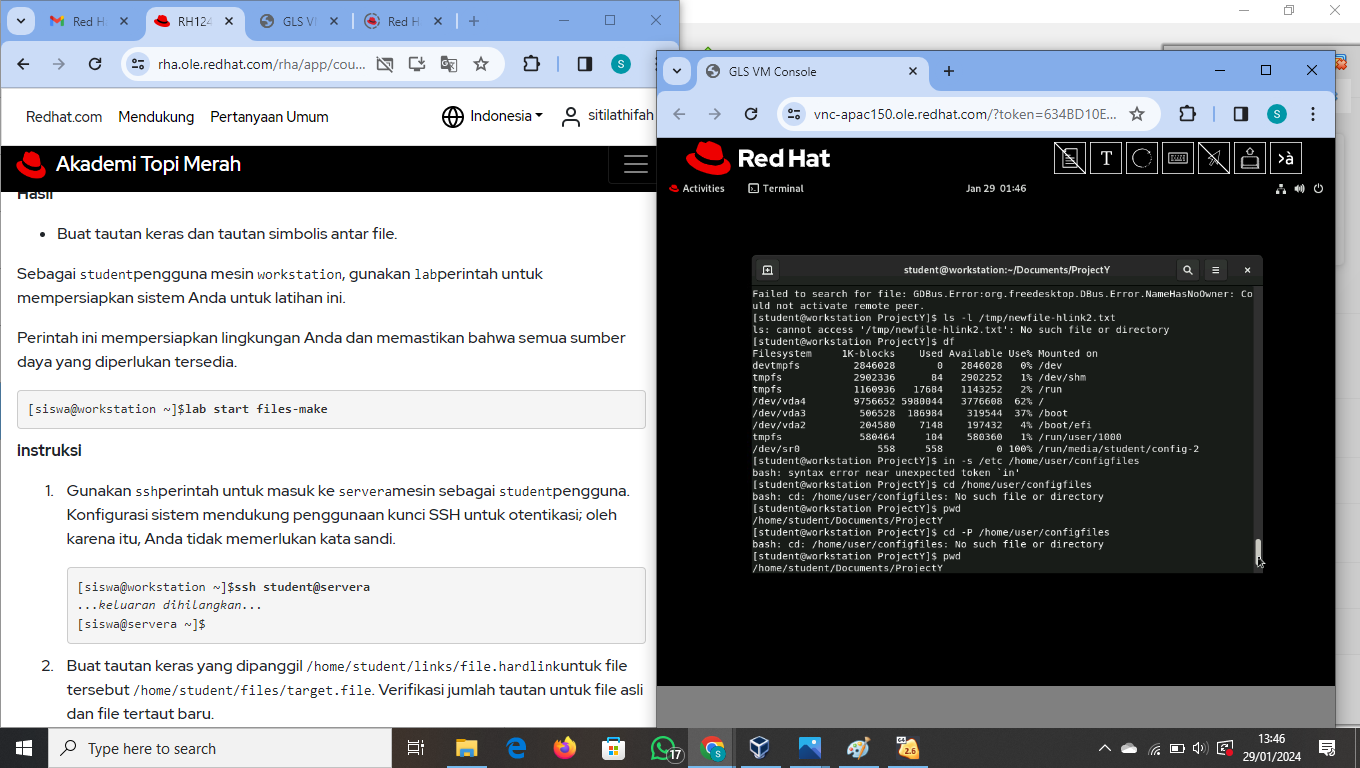 Red H
RH124
GLS VI
Red H
rha.ole.redhat.com/rha/app/cou...
S
Redhat.com
Mendukung
Pertanyaan Umum
Indonesia
sitilathifah
Akademi Topi Merah
Hasil
• Buat tautan keras dan tautan simbolis antar file.
Sebagai studentpengguna mesin workstation, gunakan labperintah untuk
mempersiapkan sistem Anda untuk latihan ini.
Perintah ini mempersiapkan lingkungan Anda dan memastikan bahwa semua sumber
daya yang diperlukan tersedia.
[siswa@workstation ~]$lab start files-make
instruksi
1. Gunakan sshperintah untuk masuk ke serveramesin sebagai studentpengguna.
Konfigurasi sistem mendukung penggunaan kunci SSH untuk otentikasi; oleh
karena itu, Anda tidak memerlukan kata sandi.
[siswa@workstation ~]$ssh student@servera
...keluaran dihilangkan...
[siswa@servera ~]$
2. Buat tautan keras yang dipanggil /home/student/links/file.hardlinkuntuk file
tersebut /home/student/files/target.file. Verifikasi jumlah tautan untuk file asli
dan file tertaut baru.
GLS VM Console
vnc-apac150.ole.redhat.com/?token=634BD10E...
S
Red Hat
T
>à
Activities
Terminal
Jan 29 01:46
student@workstation:~/Documents/ProjectY
Failed to search for file: GDBus.Error:org.freedesktop.DBus.Error.NameHasNoOwner: Co
uld not activate remote peer.
[student@workstation ProjectY]$ ls -l /tmp/newfile-hlink2.txt
ls: cannot access '/tmp/newfile-hlink2.txt': No such file or directory
[student@workstation ProjectY]$ df
Filesystem     1K-blocks    Used Available Use% Mounted on
devtmpfs         2846028       0   2846028   0% /dev
tmpfs            2902336      84   2902252   1% /dev/shm
tmpfs            1160936   17684   1143252   2% /run
/dev/vda4        9756652 5980044   3776608  62% /
/dev/vda3         506528  186984    319544  37% /boot
/dev/vda2         204580    7148    197432   4% /boot/efi
tmpfs             580464     104    580360   1% /run/user/1000
/dev/sr0             558     558         0 100% /run/media/student/config-2
[student@workstation ProjectY]$ in -s /etc /home/user/configfiles
bash: syntax error near unexpected token `in'
[student@workstation ProjectY]$ cd /home/user/configfiles
bash: cd: /home/user/configfiles: No such file or directory
[student@workstation ProjectY]$ pwd
/home/student/Documents/ProjectY
[student@workstation ProjectY]$ cd -P /home/user/configfiles
bash: cd: /home/user/configfiles: No such file or directory
[student@workstation ProjectY]$ pwd
/home/student/Documents/ProjectY
Type here to search
17
S
2.6
13:46
29/01/2024